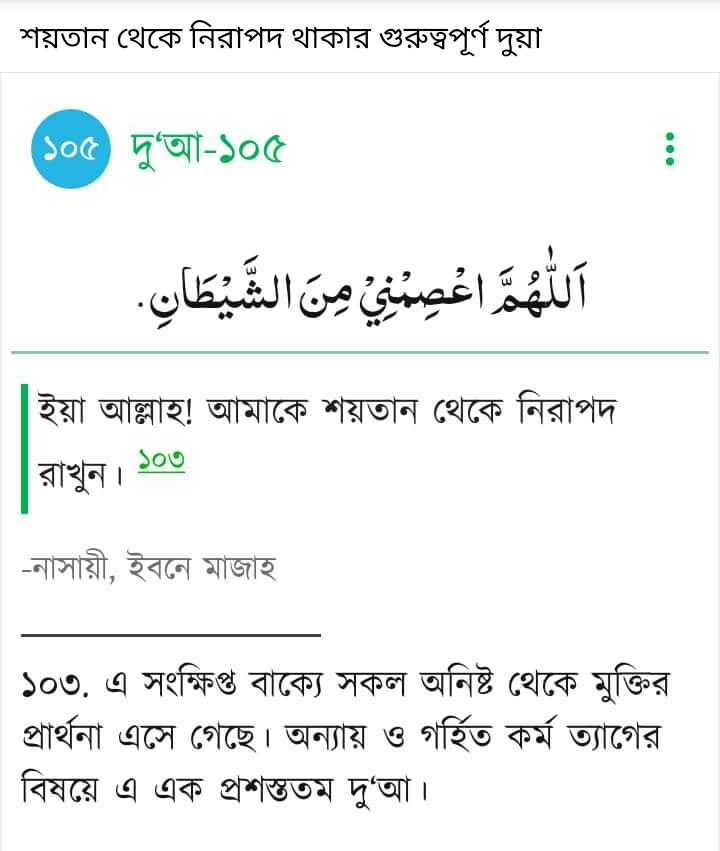 শয়তান থেকে নিরাপদ থাকার গুরুত্বপূর্ণ দুয়া
১০৫ দু‘আ-১০৫
اَللّٰهُمَّ اعْصِمْنِيْ مِنَ الشَّيْطَانِ.
ইয়া আল্লাহ! আমাকে শয়তান থেকে নিরাপদ
রাখুন। ১০৩
-নাসায়ী, ইবনে মাজাহ
১০৩. এ সংক্ষিপ্ত বাক্যে সকল অনিষ্ট থেকে মুক্তির
প্রার্থনা এসে গেছে। অন্যায় ও গর্হিত কর্ম ত্যাগের
বিষয়ে এ এক প্রশস্ততম দু‘আ।